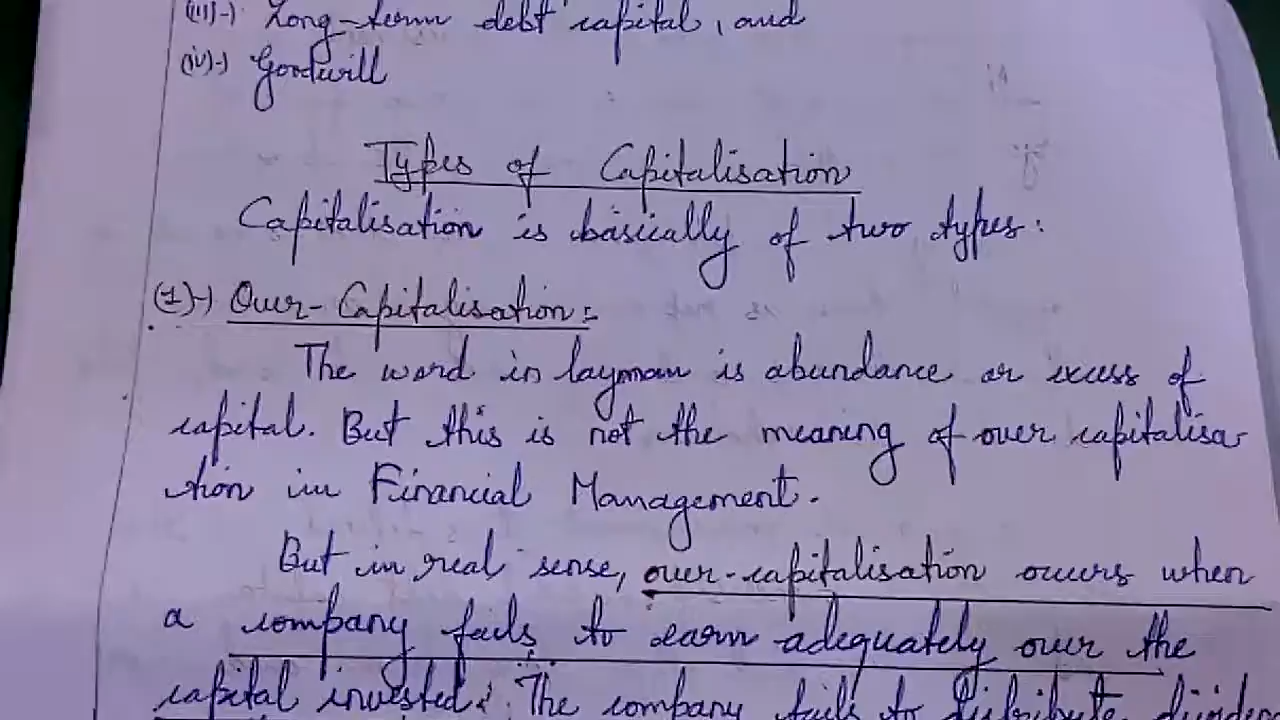 (iii)-) Long-term debt capital, and
(iv)-) Goodwill
Types of Capitalisation
Capitalisation is basically of two types:
(1)-) Over-Capitalisation:-
The word in layman is abundance or excess of
capital. But this is not the meaning of over capitalisa-
tion in Financial Management.
But in real sense, over-capitalisation occurs when
a company fails to earn adequately over the
capital invested. The company fails to distribute